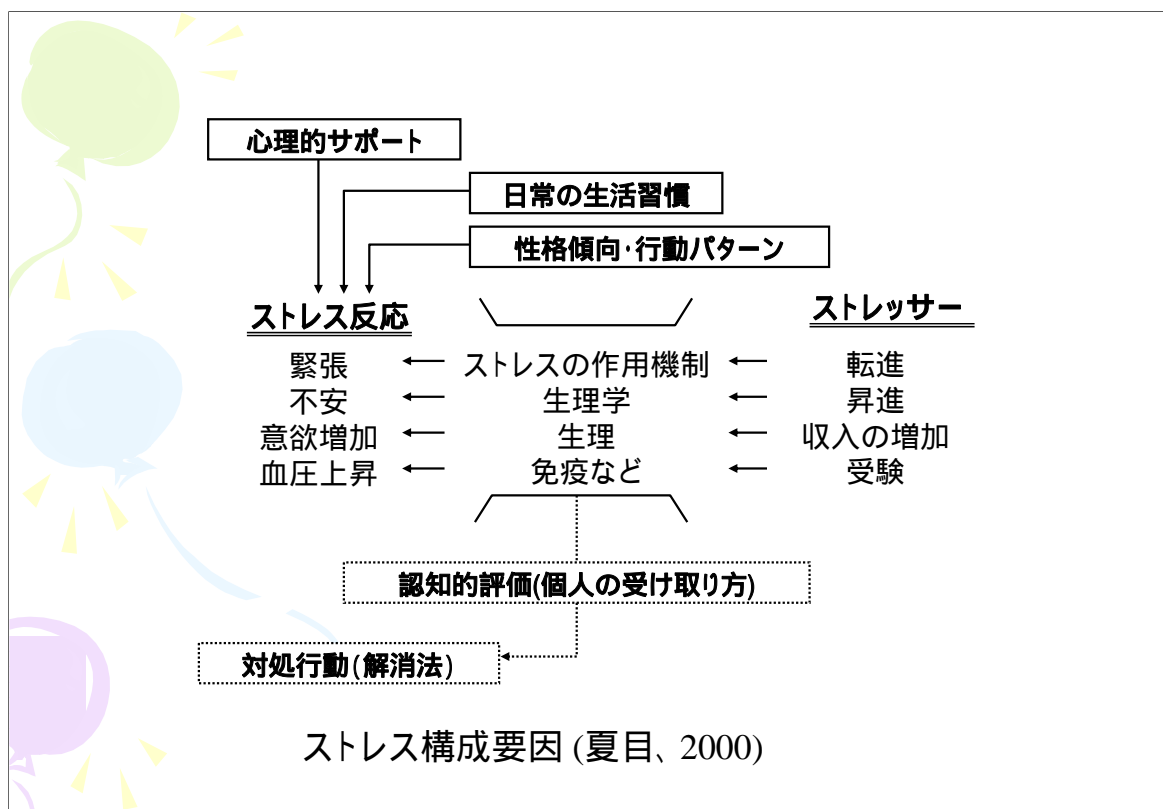 心理的サポート
日常の生活習慣
性格傾向・行動パターン
ストレス反応
ストレッサー
緊張 ストレスの作用機制 転進
不安 生理学 昇進
意欲増加 生理 収入の増加
血圧上昇 免疫など 受験
認知的評価(個人の受け取り方)
対処行動(解消法)
ストレス構成要因 (夏目、2000)